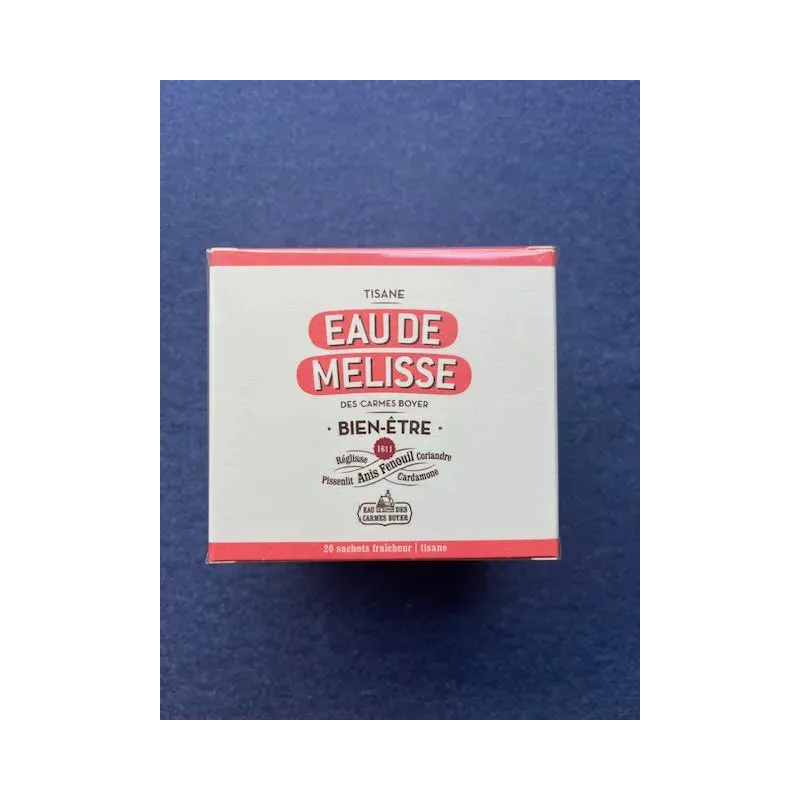 TISANE
EAU DE
MELISSE
DES CARMES BOYER
· BIEN-ÊTRE ·
1611
Réglisse Anis Fenouil Coriandre
Pissenlit Cardamone
EAU DES
CARMES BOYER
20 sachets fraîcheur | tisane